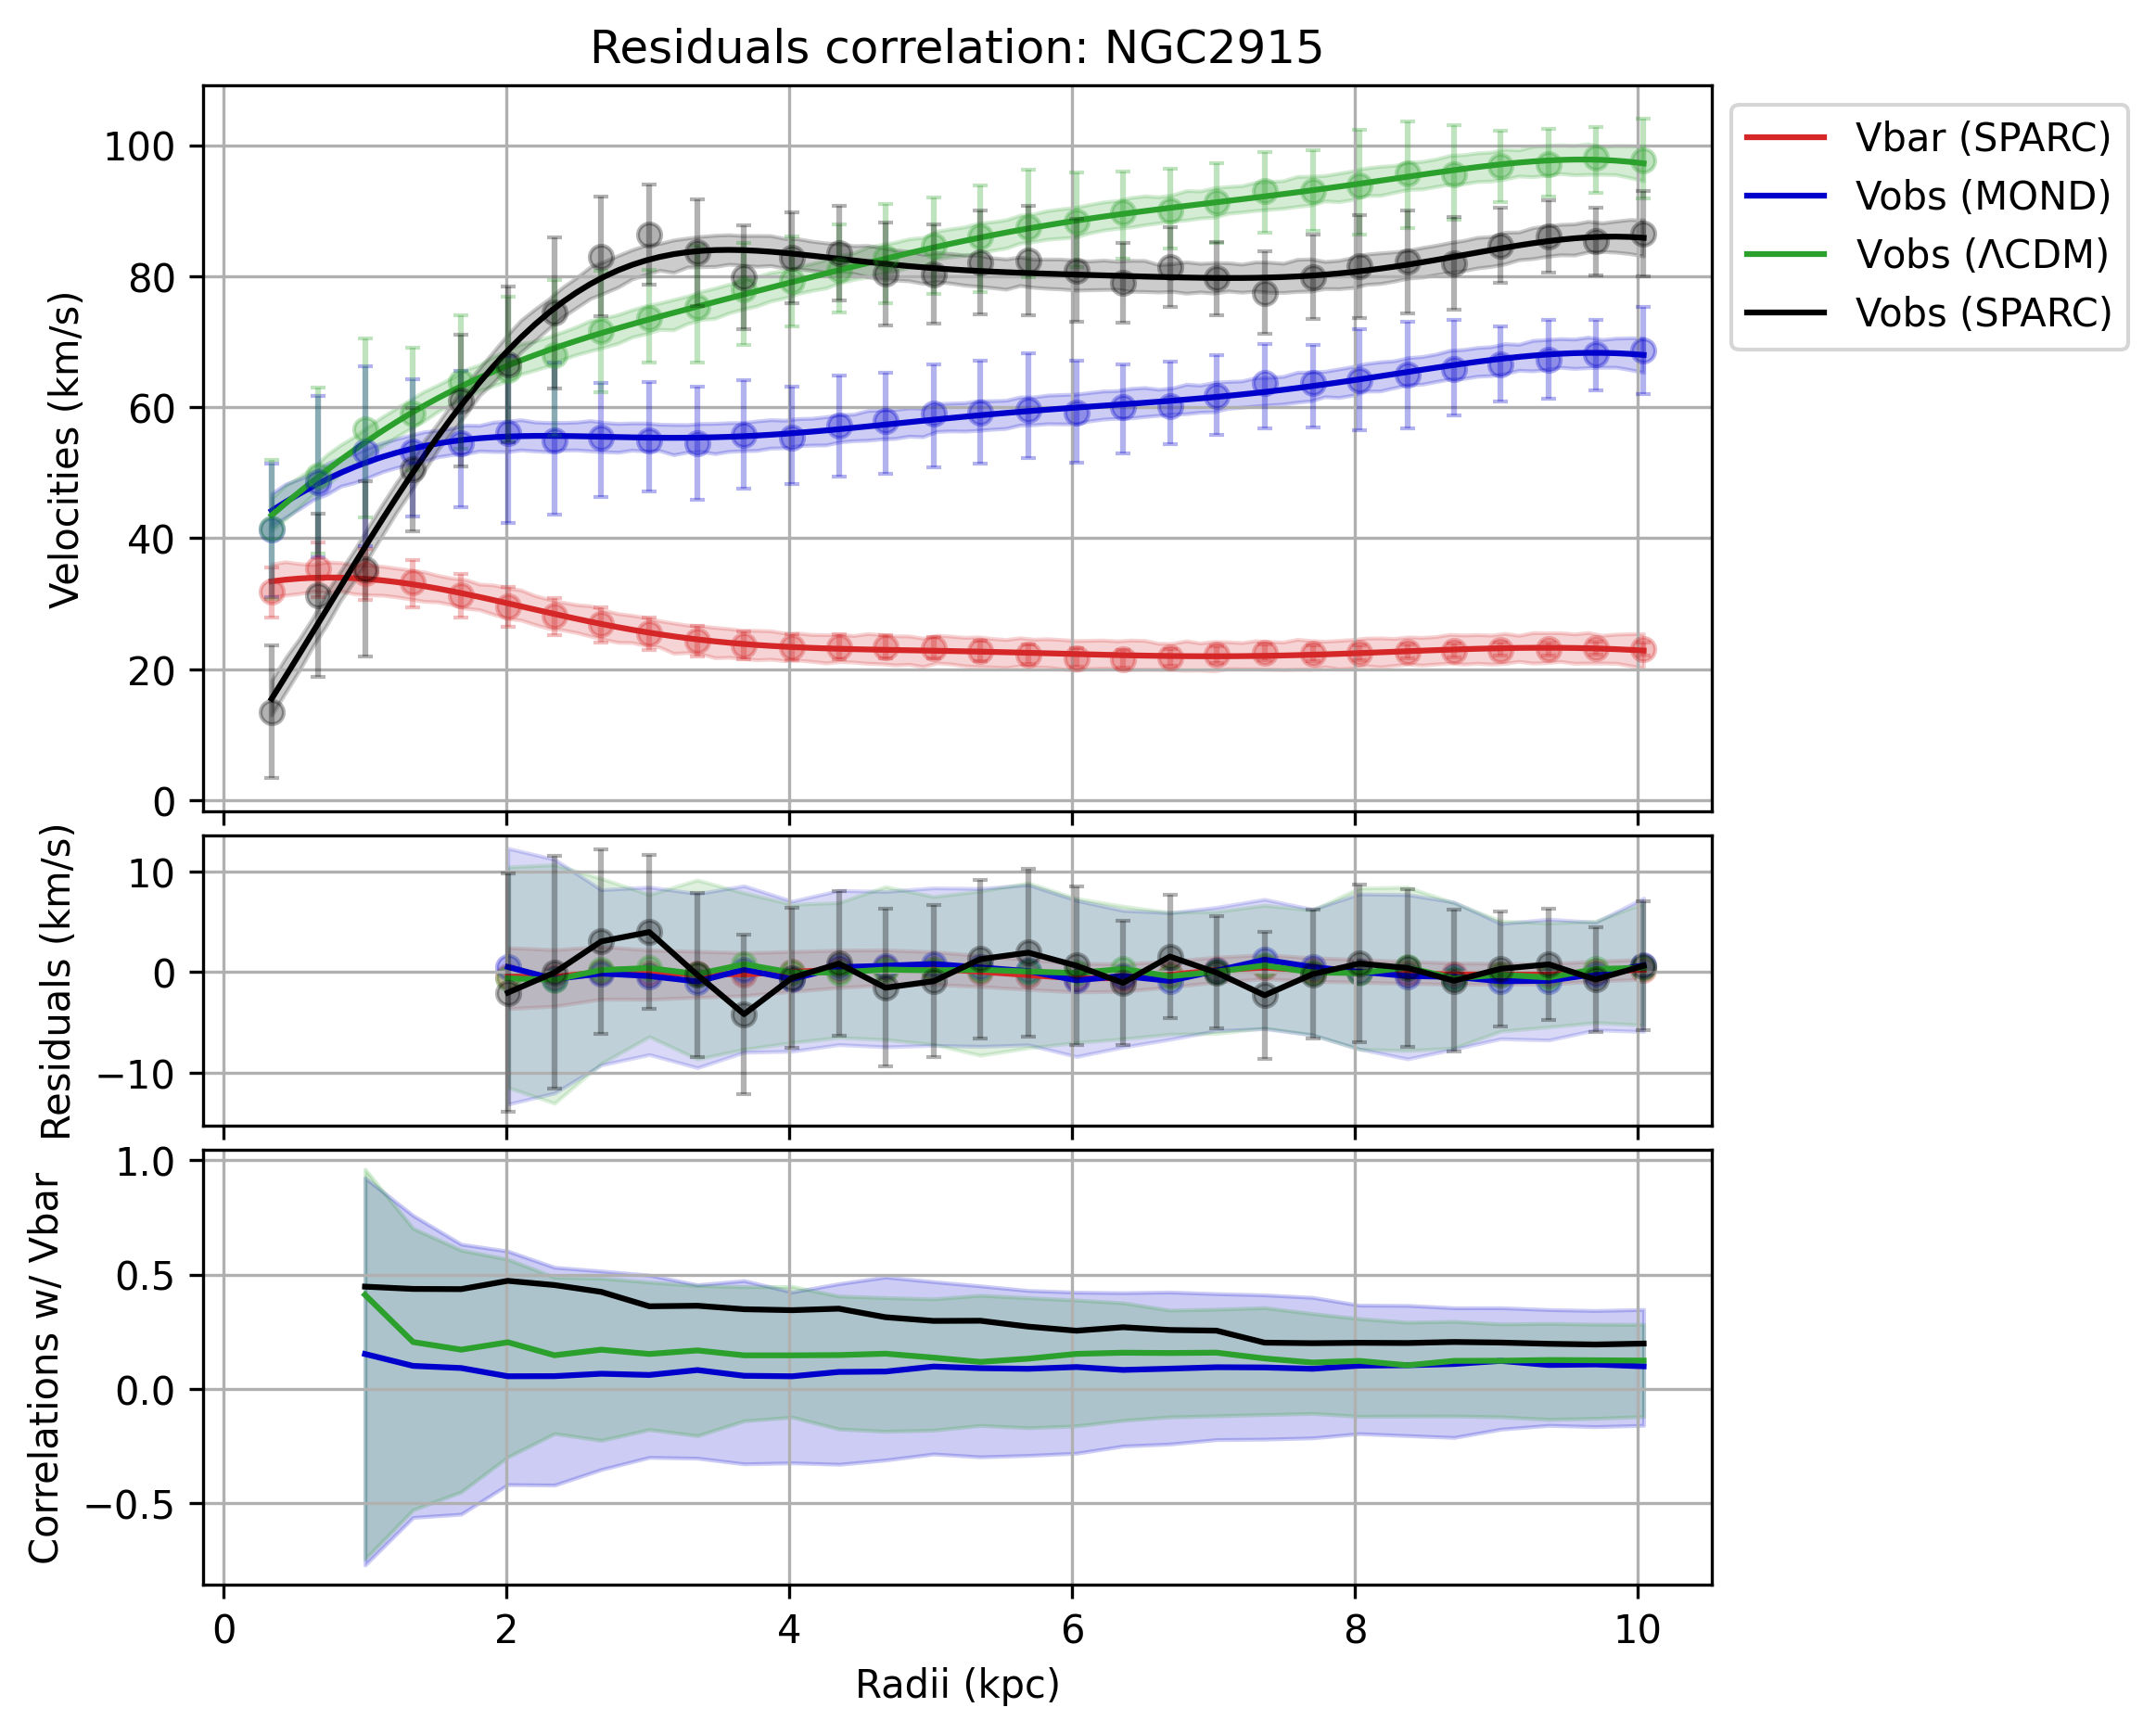 Residuals correlation: NGC2915
Vbar (SPARC)
Vobs (MOND)
Vobs (ΛCDM)
Vobs (SPARC)
Velocities (km/s)
100
80
60
40
20
0
Residuals (km/s)
10
0
−10
Correlations w/ Vbar
1.0
0.5
0.0
−0.5
0 2 4 6 8 10
Radii (kpc)